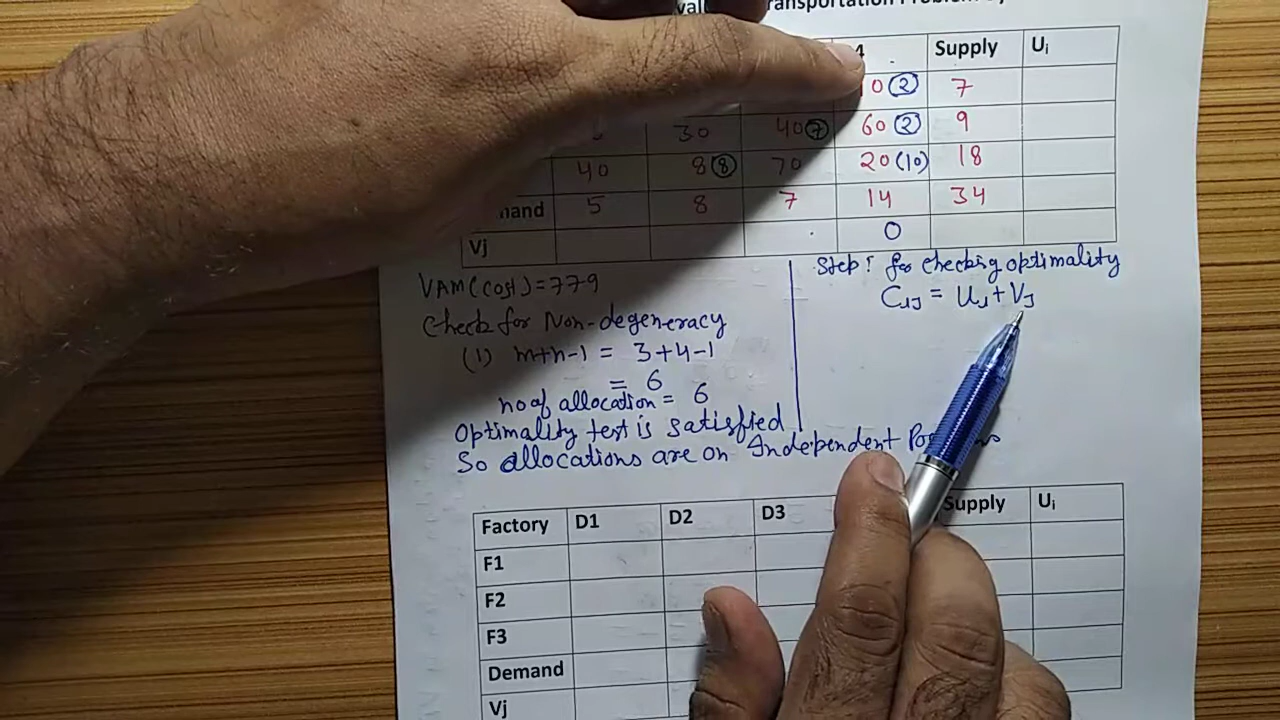 ransportation Problem
4 Supply Ui
0 (2) 7
30 40 (7) 60 (2) 9
40 8 (8) 70 20 (10) 18
mand 5 8 7 14 34
Vj 0
VAM (Cost) = 779
Check for Non-degeneracy
(1) m+n-1 = 3+4-1
= 6
no of allocation = 6
Optimality test is satisfied
So allocations are on Independent Po
Step: for checking optimality
CIJ = UI + VJ
Factory D1 D2 D3 Supply Ui
F1
F2
F3
Demand
Vj